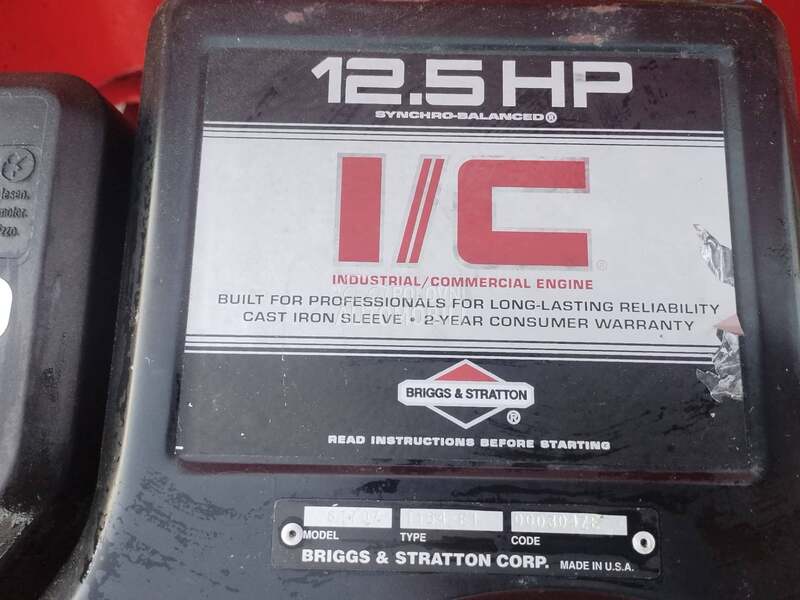 12.5 HP
SYNCHRO-BALANCED®
I/C®
INDUSTRIAL/COMMERCIAL ENGINE
BUILT FOR PROFESSIONALS FOR LONG-LASTING RELIABILITY
CAST IRON SLEEVE • 2-YEAR CONSUMER WARRANTY
BRIGGS & STRATTON®
READ INSTRUCTIONS BEFORE STARTING
MODEL TYPE CODE
BRIGGS & STRATTON CORP. MADE IN U.S.A.
lesen.